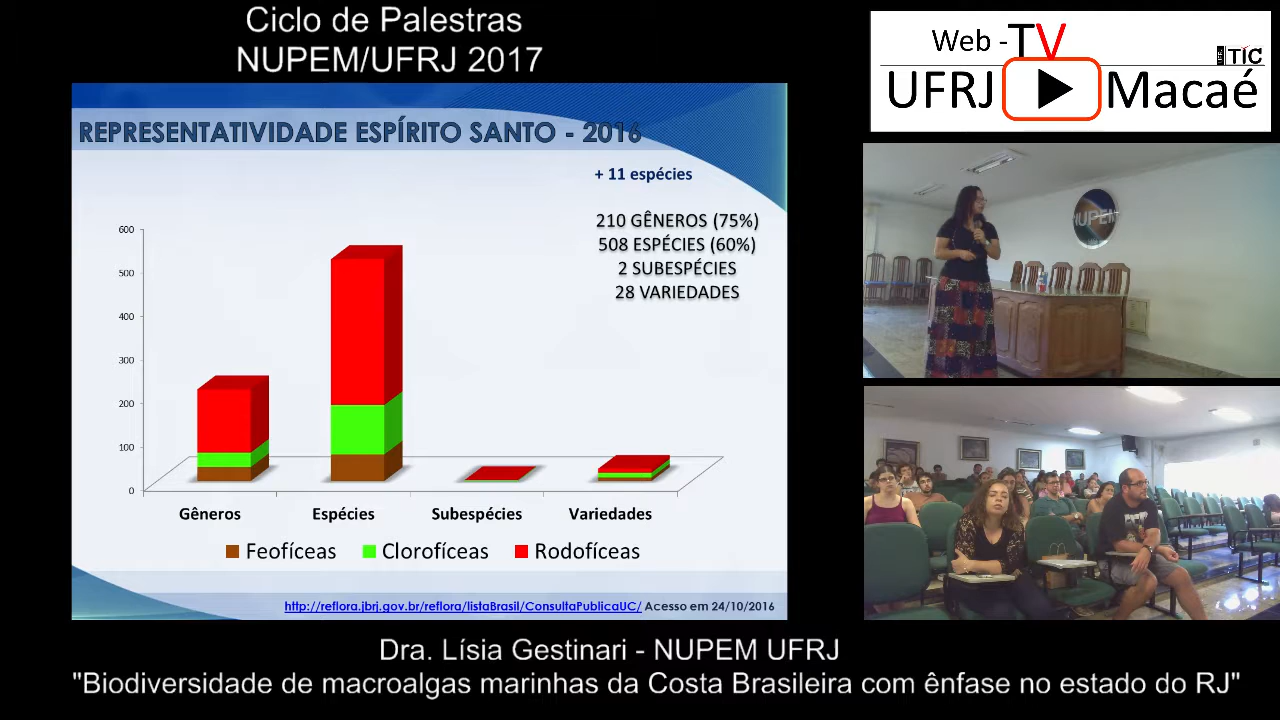 Ciclo de Palestras
NUPEM/UFRJ 2017
Web -TV
TIC
UFRJ Macaé
REPRESENTATIVIDADE ESPÍRITO SANTO - 2016
+ 11 espécies
210 GÊNEROS (75%)
508 ESPÉCIES (60%)
2 SUBESPÉCIES
28 VARIEDADES
600
500
400
300
200
100
0
Gêneros Espécies Subespécies Variedades
Feofíceas Clorofíceas Rodofíceas
http://reflora.jbrj.gov.br/reflora/listaBrasil/ConsultaPublicaUC/ Acesso em 24/10/2016
NUPEM
Dra. Lísia Gestinari - NUPEM UFRJ
"Biodiversidade de macroalgas marinhas da Costa Brasileira com ênfase no estado do RJ"